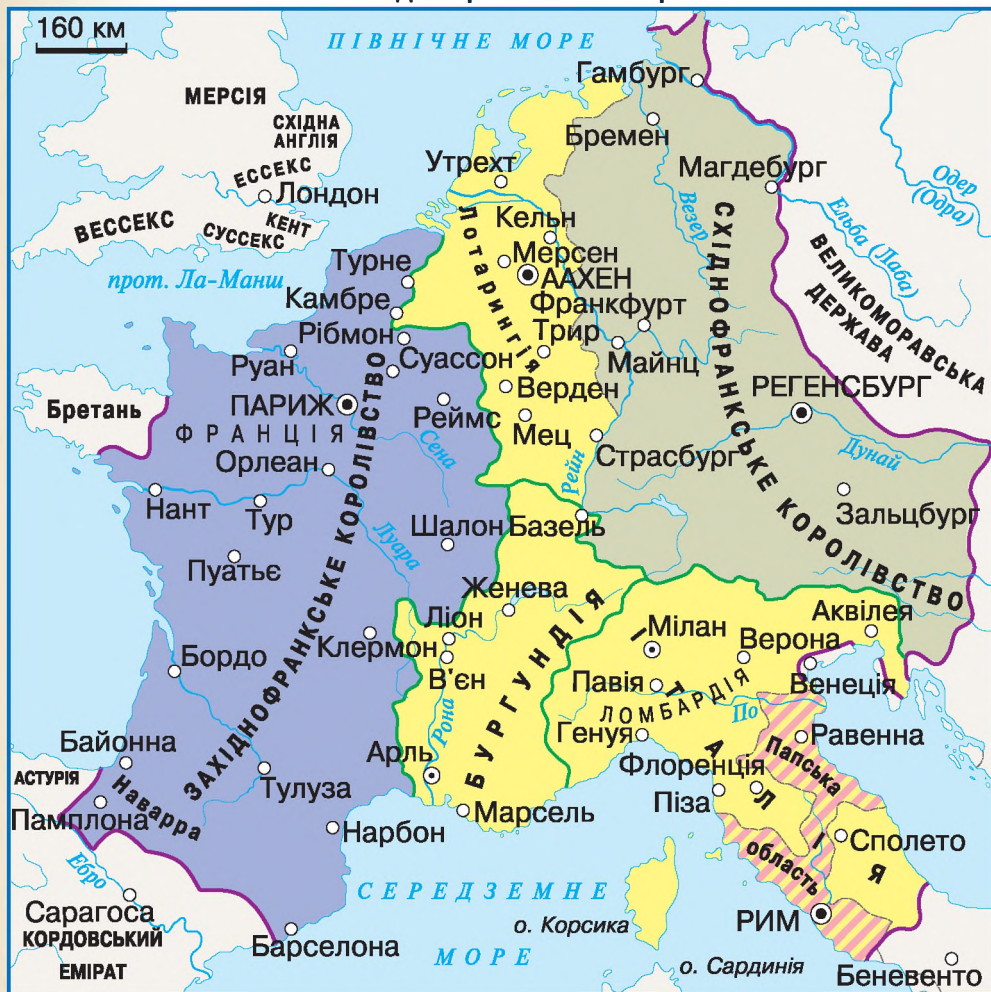 160 км
ПІВНІЧНЕ МОРЕ
Гамбург
МЕРСІЯ
СХІДНА
АНГЛІЯ
Бремен
Утрехт
Магдебург
Одер
(Одра)
ЕССЕКС
Лондон
Везер
Ельба (Лаба)
ВЕССЕКС
КЕНТ
СУССЕКС
Кельн
Лотарингія
Мерсен
ААХЕН
СХІДНОФРАНКСЬКЕ КОРОЛІВСТВО
ВЕЛИКОМОРАВСЬКА
ДЕРЖАВА
прот. Ла-Манш
Турне
Камбре
Франкфурт
Рібмон
Трир
Майнц
Руан
Суассон
Верден
РЕГЕНСБУРГ
Бретань
ПАРИЖ
Реймс
Мец
ФРАНЦІЯ
Сена
Орлеан
Страсбург
Рейн
Дунай
Нант
Тур
Шалон
Базель
Зальцбург
Луара
Пуатьє
ЗАХІДНОФРАНКСЬКЕ КОРОЛІВСТВО
Женева
Ліон
Клермон
Мілан
Верона
Аквілея
Бордо
В'єн
БУРГУНДІЯ
Павія
ЛОМБАРДІЯ
Венеція
Рона
По
Генуя
ІТАЛІЯ
Равенна
Байонна
Арль
Флоренція
Папська
область
АСТУРІЯ
Наварра
Тулуза
Піза
Памплона
Марсель
Нарбон
Сполето
Ебро
СЕРЕДЗЕМНЕ
МОРЕ
Сарагоса
КОРДОВСЬКИЙ
ЕМІРАТ
Барселона
о. Корсика
РИМ
о. Сардинія
Беневенто